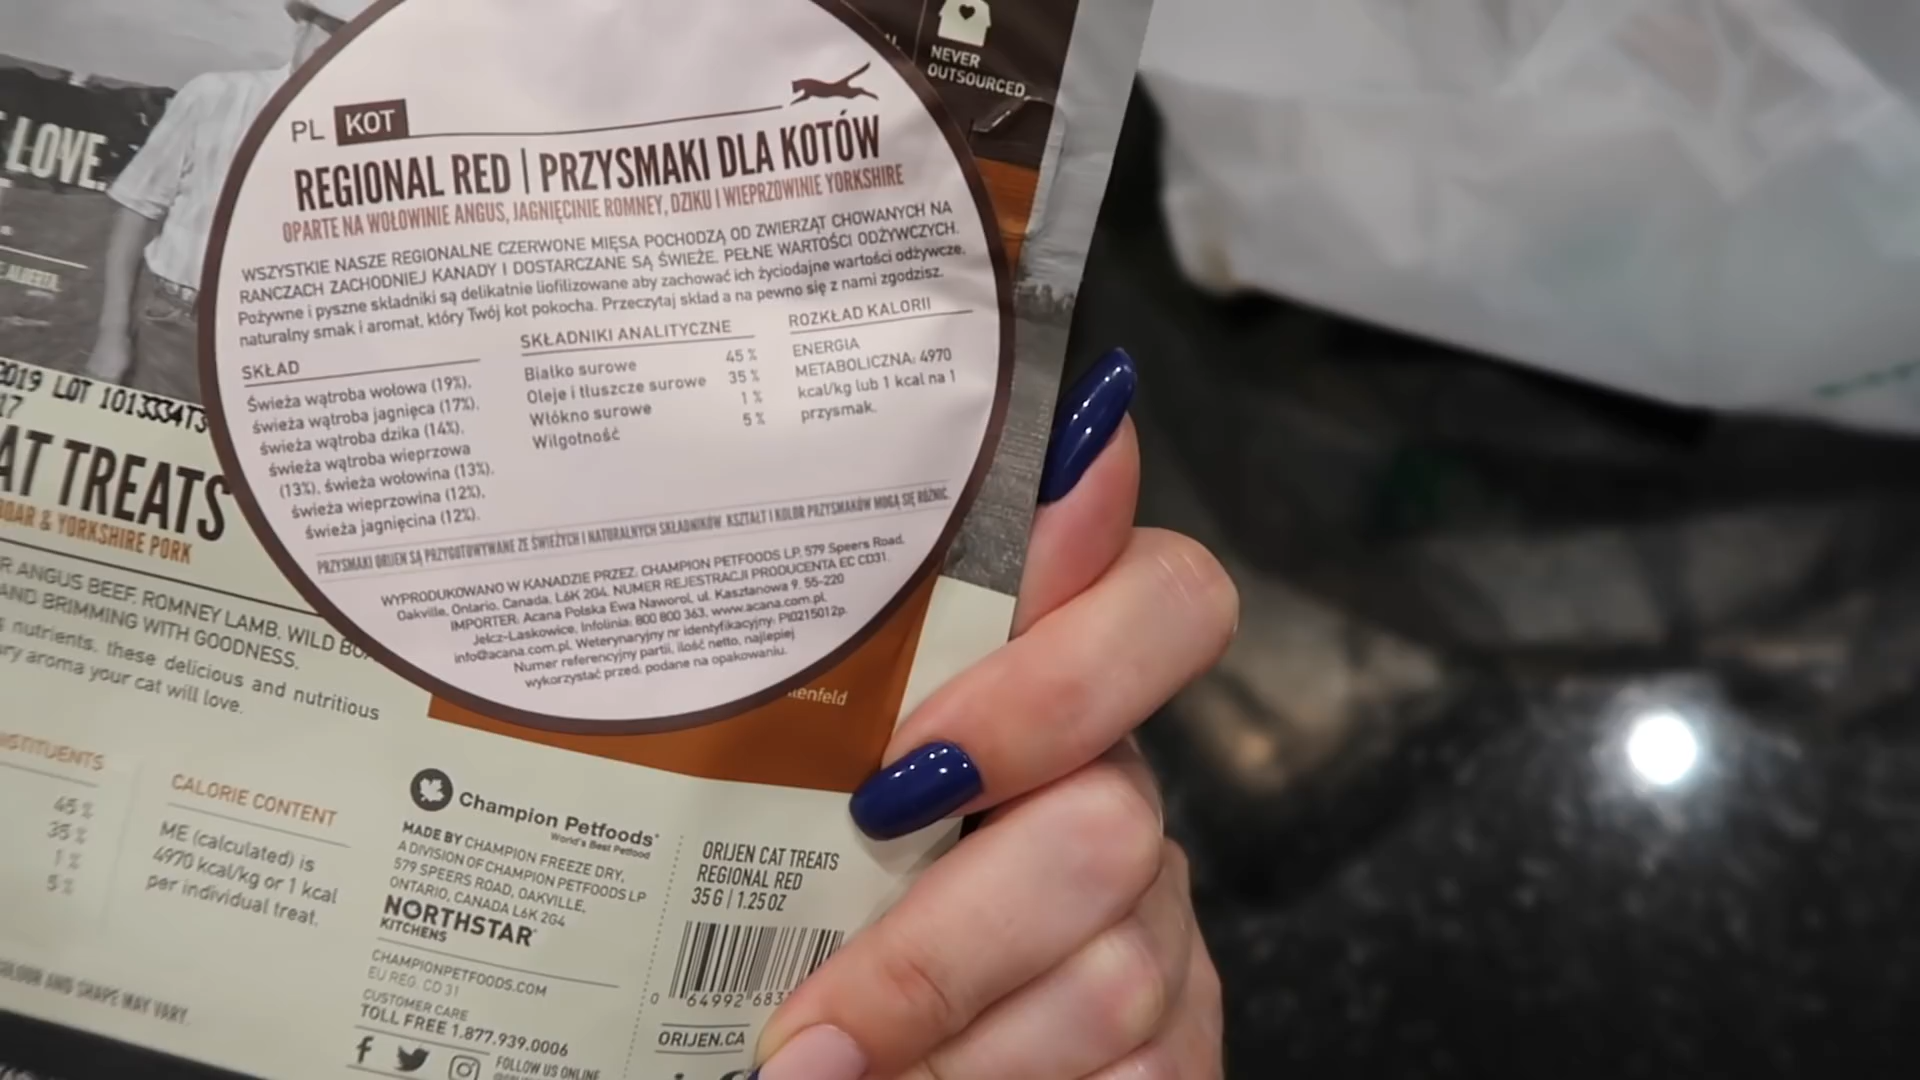 NEVER
OUTSOURCED
LOVE.
PL KOT
REGIONAL RED | PRZYSMAKI DLA KOTÓW
OPARTE NA WOŁOWINIE ANGUS, JAGNIĘCINIE ROMNEY, DZIKU I WIEPRZOWINIE YORKSHIRE
WSZYSTKIE NASZE REGIONALNE CZERWONE MIĘSA POCHODZĄ OD ZWIERZĄT CHOWANYCH NA
RANCZACH ZACHODNIEJ KANADY I DOSTARCZANE SĄ ŚWIEŻE, PEŁNE WARTOŚCI ODŻYWCZYCH.
Pożywne i pyszne składniki są delikatnie liofilizowane aby zachować ich życiodajne wartości odżywcze,
naturalny smak i aromat, który Twój kot pokocha. Przeczytaj skład a na pewno się z nami zgodzisz.
SKŁAD
Świeża wątroba wołowa (19%),
świeża wątroba jagnięca (17%),
świeża wątroba dzika (14%),
świeża wątroba wieprzowa
(13%), świeża wołowina (13%),
świeża wieprzowina (12%),
świeża jagnięcina (12%).
SKŁADNIKI ANALITYCZNE
Białko surowe 45 %
Oleje i tłuszcze surowe 35 %
Włókno surowe 1 %
Wilgotność 5 %
ROZKŁAD KALORII
ENERGIA
METABOLICZNA: 4970
kcal/kg lub 1 kcal na 1
przysmak.
PRZYSMAKI ORIJEN SĄ PRZYGOTOWYWANE ZE ŚWIEŻYCH I NATURALNYCH SKŁADNIKÓW. KSZTAŁT I KOLOR PRZYSMAKÓW MOGĄ SIĘ RÓŻNIĆ.
WYPRODUKOWANO W KANADZIE PRZEZ: CHAMPION PETFOODS LP, 579 Speers Road,
Oakville, Ontario, Canada, L6K 2G4, NUMER REJESTRACJI PRODUCENTA EC CD31.
IMPORTER: Acana Polska Ewa Naworol, ul. Kasztanowa 9, 55-220
Jelcz-Laskowice, Infolinia: 800 800 363, www.acana.com.pl,
info@acana.com.pl, Weterynaryjny nr identyfikacyjny: PL0215012p.
Numer referencyjny partii, ilość netto, najlepiej
wykorzystać przed: podane na opakowaniu.
2019 LOT 1013334T3
17
AT TREATS
BOAR & YORKSHIRE PORK
R ANGUS BEEF, ROMNEY LAMB, WILD BO
AND BRIMMING WITH GOODNESS.
nutrients, these delicious and nutritious
ry aroma your cat will love.
lenfeld
STITUENTS
45 %
35 %
1 %
5 %
CALORIE CONTENT
ME (calculated) is
4970 kcal/kg or 1 kcal
per individual treat.
COLOUR AND SHAPE MAY VARY.
Champion Petfoods
World's Best Petfood
MADE BY CHAMPION FREEZE DRY,
A DIVISION OF CHAMPION PETFOODS LP
579 SPEERS ROAD, OAKVILLE,
ONTARIO, CANADA L6K 2G4
NORTHSTAR
KITCHENS
CHAMPIONPETFOODS.COM
EU REG. CD 31
CUSTOMER CARE
TOLL FREE 1.877.939.0006
FOLLOW US ONLINE
ORIJEN CAT TREATS
REGIONAL RED
35 G | 1.25 OZ
0 64992 683
ORIJEN.CA